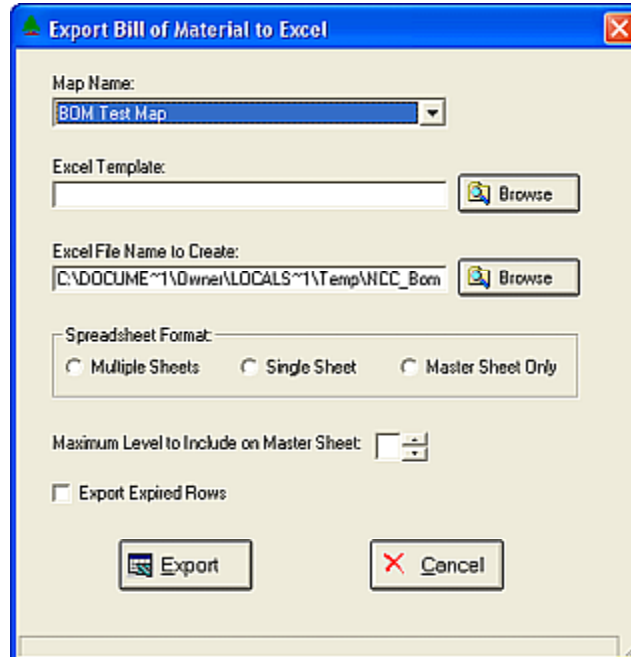 Export Bill of Material to Excel
Map Name:
BOM Test Map
Excel Template:
Browse
Excel File Name to Create:
C:\DOCUME~1\Owner\LOCALS~1\Temp\NCC_Bom
Browse
Spreadsheet Format:
Multiple Sheets Single Sheet Master Sheet Only
Maximum Level to Include on Master Sheet:
Export Expired Rows
Export Cancel